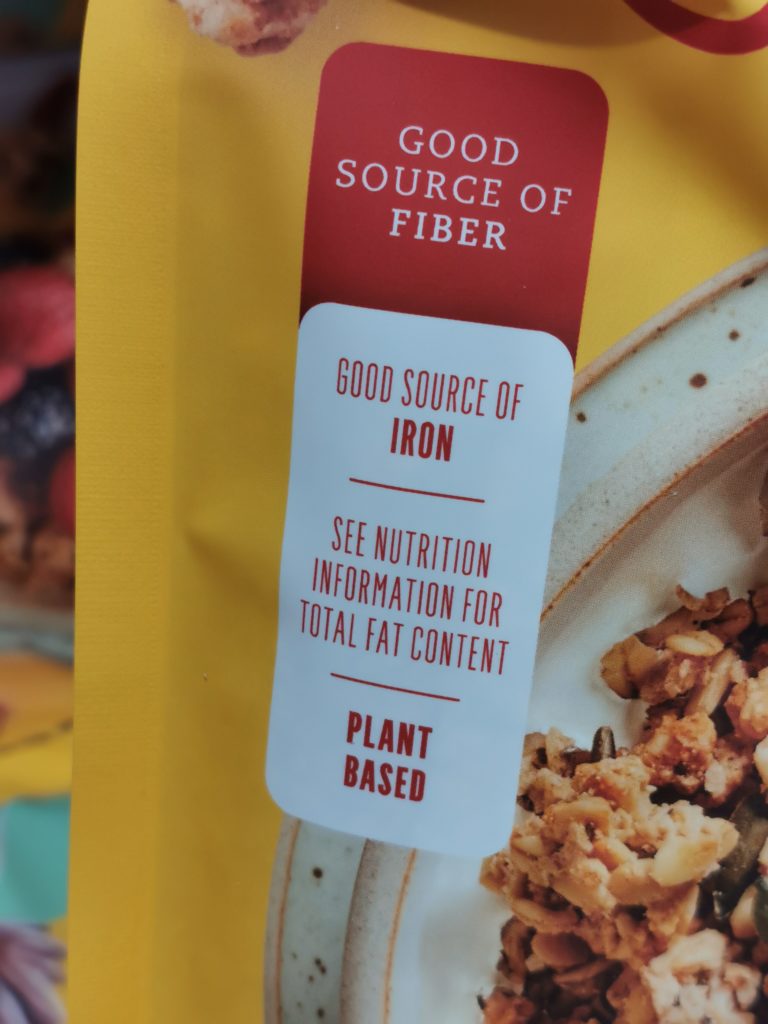 GOOD
SOURCE OF
FIBER
GOOD SOURCE OF
IRON
SEE NUTRITION
INFORMATION FOR
TOTAL FAT CONTENT
PLANT
BASED